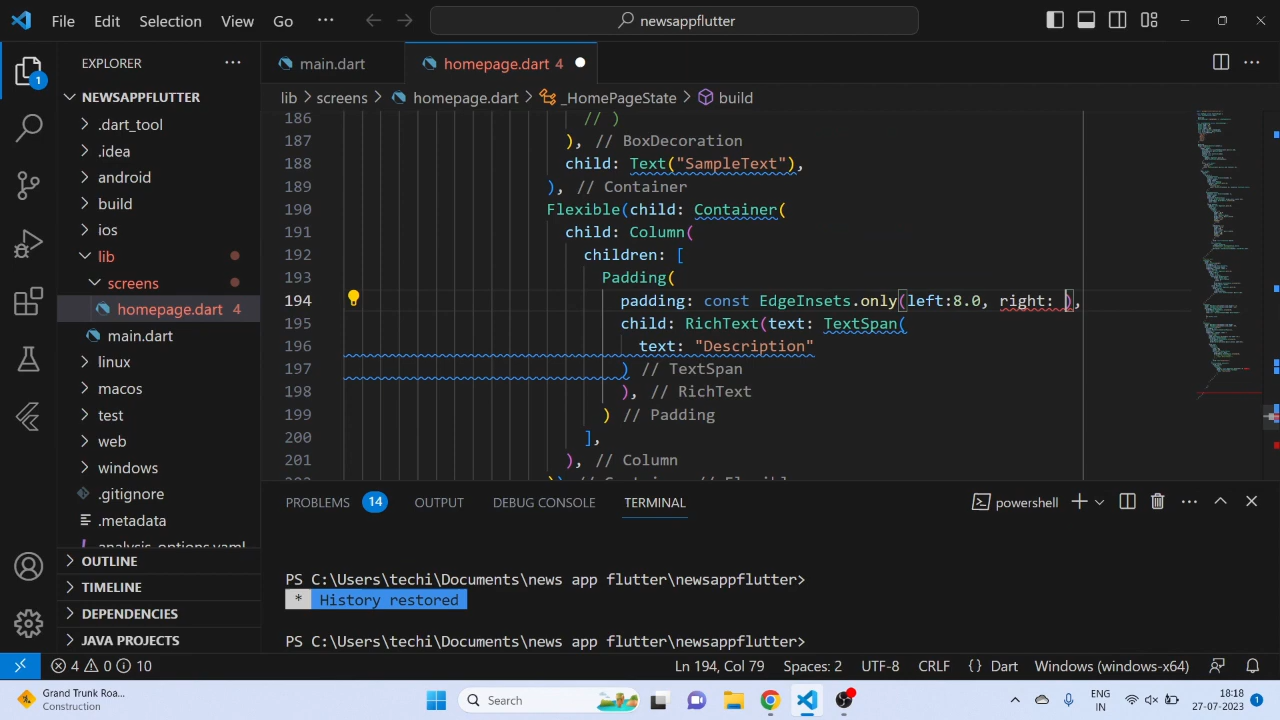 File Edit Selection View Go ··· newsappflutter
EXPLORER ···
main.dart
homepage.dart 4
NEWSAPPFLUTTER
lib > screens > homepage.dart > _HomePageState > build
.dart_tool
.idea
android
build
ios
lib
screens
homepage.dart 4
main.dart
linux
macos
test
web
windows
.gitignore
.metadata
analysis_options.yaml
OUTLINE
TIMELINE
DEPENDENCIES
JAVA PROJECTS
186 // )
187 ), // BoxDecoration
188 child: Text("SampleText"),
189 ), // Container
190 Flexible(child: Container(
191 child: Column(
192 children: [
193 Padding(
194 padding: const EdgeInsets.only(left:8.0, right: ),
195 child: RichText(text: TextSpan(
196 text: "Description"
197 ) // TextSpan
198 ), // RichText
199 ) // Padding
200 ],
201 ), // Column
PROBLEMS 14 OUTPUT DEBUG CONSOLE TERMINAL powershell
PS C:\Users\techi\Documents\news app flutter\newsappflutter>
* History restored
PS C:\Users\techi\Documents\news app flutter\newsappflutter>
1
4 0 10 Ln 194, Col 79 Spaces: 2 UTF-8 CRLF {} Dart Windows (windows-x64)
Grand Trunk Roa...
Construction
Search
ENG
IN
18:18
27-07-2023
1